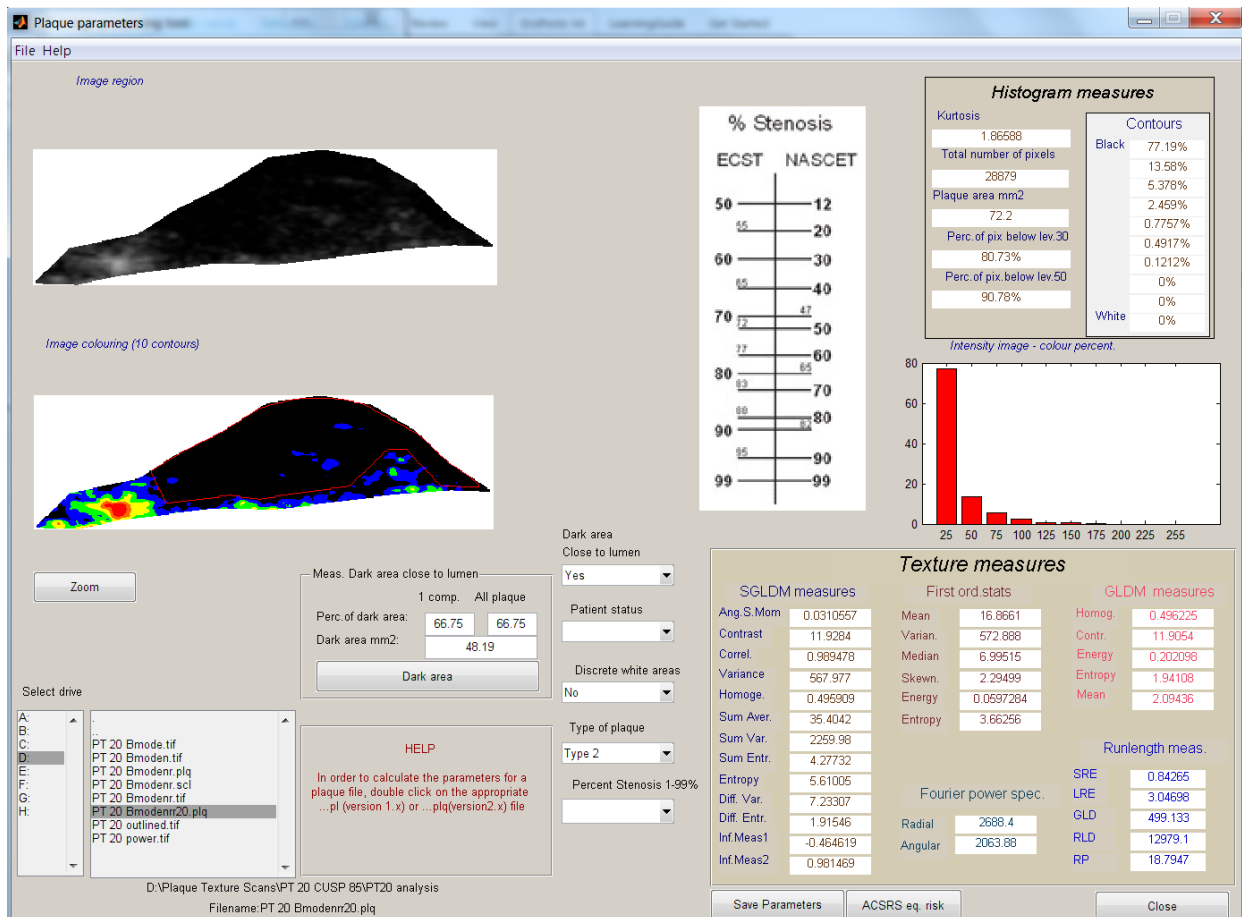 Plaque parameters
Review View EndNote X4 LearningGuide Get Started
File Help
Image region
Image colouring (10 contours)
% Stenosis
ECST NASCET
50 12
55 20
60 30
65 40
70 47
72 50
77 60
80 65
83 70
88 80
90 82
95 90
99 99
Histogram measures
Kurtosis
1.86588
Total number of pixels
28879
Plaque area mm2
72.2
Perc.of pix below lev.30
80.73%
Perc.of pix.below lev.50
90.78%
Contours
Black 77.19%
13.58%
5.378%
2.459%
0.7757%
0.4917%
0.1212%
0%
0%
White 0%
Intensity image - colour percent.
80
60
40
20
0
25 50 75 100 125 150 175 200 225 255
Zoom
Meas. Dark area close to lumen
1 comp. All plaque
Perc.of dark area: 66.75 66.75
Dark area mm2: 48.19
Dark area
Dark area
Close to lumen
Yes
Patient status
Discrete white areas
No
Type of plaque
Type 2
Percent Stenosis 1-99%
Select drive
A:
B:
C:
D:
E:
F:
G:
H:
.
..
PT 20 Bmode.tif
PT 20 Bmoden.tif
PT 20 Bmodenr.plq
PT 20 Bmodenr.scl
PT 20 Bmodenr.tif
PT 20 Bmodenrr20.plq
PT 20 outlined.tif
PT 20 power.tif
HELP
In order to calculate the parameters for a
plaque file, double click on the appropriate
...pl (version 1.x) or ...plq(version2.x) file
D:\Plaque Texture Scans\PT 20 CUSP 85\PT20 analysis
Filename:PT 20 Bmodenrr20.plq
Texture measures
SGLDM measures
Ang.S.Mom 0.0310557
Contrast 11.9284
Correl. 0.989478
Variance 567.977
Homoge. 0.495909
Sum Aver. 35.4042
Sum Var. 2259.98
Sum Entr. 4.27732
Entropy 5.61005
Diff. Var. 7.23307
Diff. Entr. 1.91546
Inf.Meas1 -0.464619
Inf.Meas2 0.981469
First ord.stats
Mean 16.8661
Varian. 572.888
Median 6.99515
Skewn. 2.29499
Energy 0.0597284
Entropy 3.66256
Fourier power spec.
Radial 2688.4
Angular 2063.88
GLDM measures
Homog. 0.496225
Contr. 11.9054
Energy 0.202098
Entropy 1.94108
Mean 2.09436
Runlength meas.
SRE 0.84265
LRE 3.04698
GLD 499.133
RLD 12979.1
RP 18.7947
Save Parameters
ACSRS eq. risk
Close